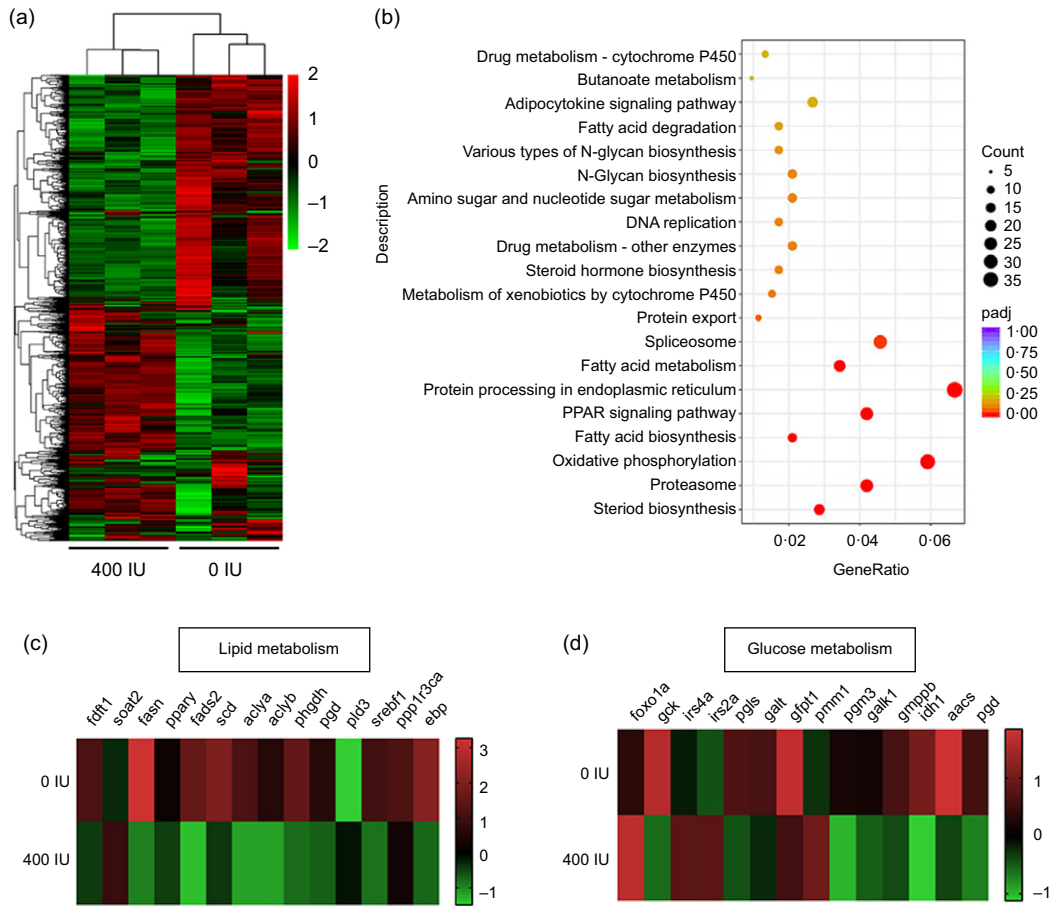 (a)
2
1
0
−1
−2
400 IU
0 IU
(b)
Description
Drug metabolism - cytochrome P450
Butanoate metabolism
Adipocytokine signaling pathway
Fatty acid degradation
Various types of N-glycan biosynthesis
N-Glycan biosynthesis
Amino sugar and nucleotide sugar metabolism
DNA replication
Drug metabolism - other enzymes
Steroid hormone biosynthesis
Metabolism of xenobiotics by cytochrome P450
Protein export
Spliceosome
Fatty acid metabolism
Protein processing in endoplasmic reticulum
PPAR signaling pathway
Fatty acid biosynthesis
Oxidative phosphorylation
Proteasome
Steriod biosynthesis
0·02 0·04 0·06
GeneRatio
Count
5
10
15
20
25
30
35
padj
1·00
0·75
0·50
0·25
0·00
(c)
Lipid metabolism
fdft1 soat2 fasn ppary fads2 scd aclya aclyb phgdh pgd pld3 srebf1 ppp1r3ca ebp
0 IU
400 IU
3
2
1
0
−1
(d)
Glucose metabolism
foxo1a gck irs4a irs2a pgls galt gfpt1 pmm1 pgm3 galk1 gmppb idh1 aacs pgd
0 IU
400 IU
1
0
−1